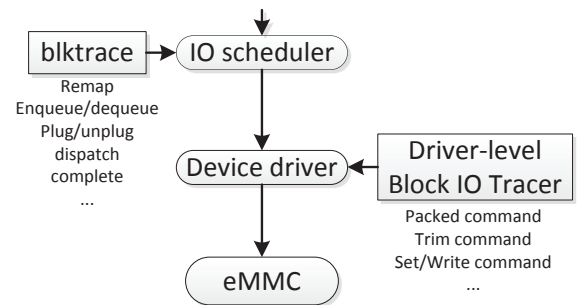 blktrace
IO scheduler
Remap
Enqueue/dequeue
Plug/unplug
dispatch
complete
...
Device driver
Driver-level
Block IO Tracer
Packed command
Trim command
Set/Write command
...
eMMC